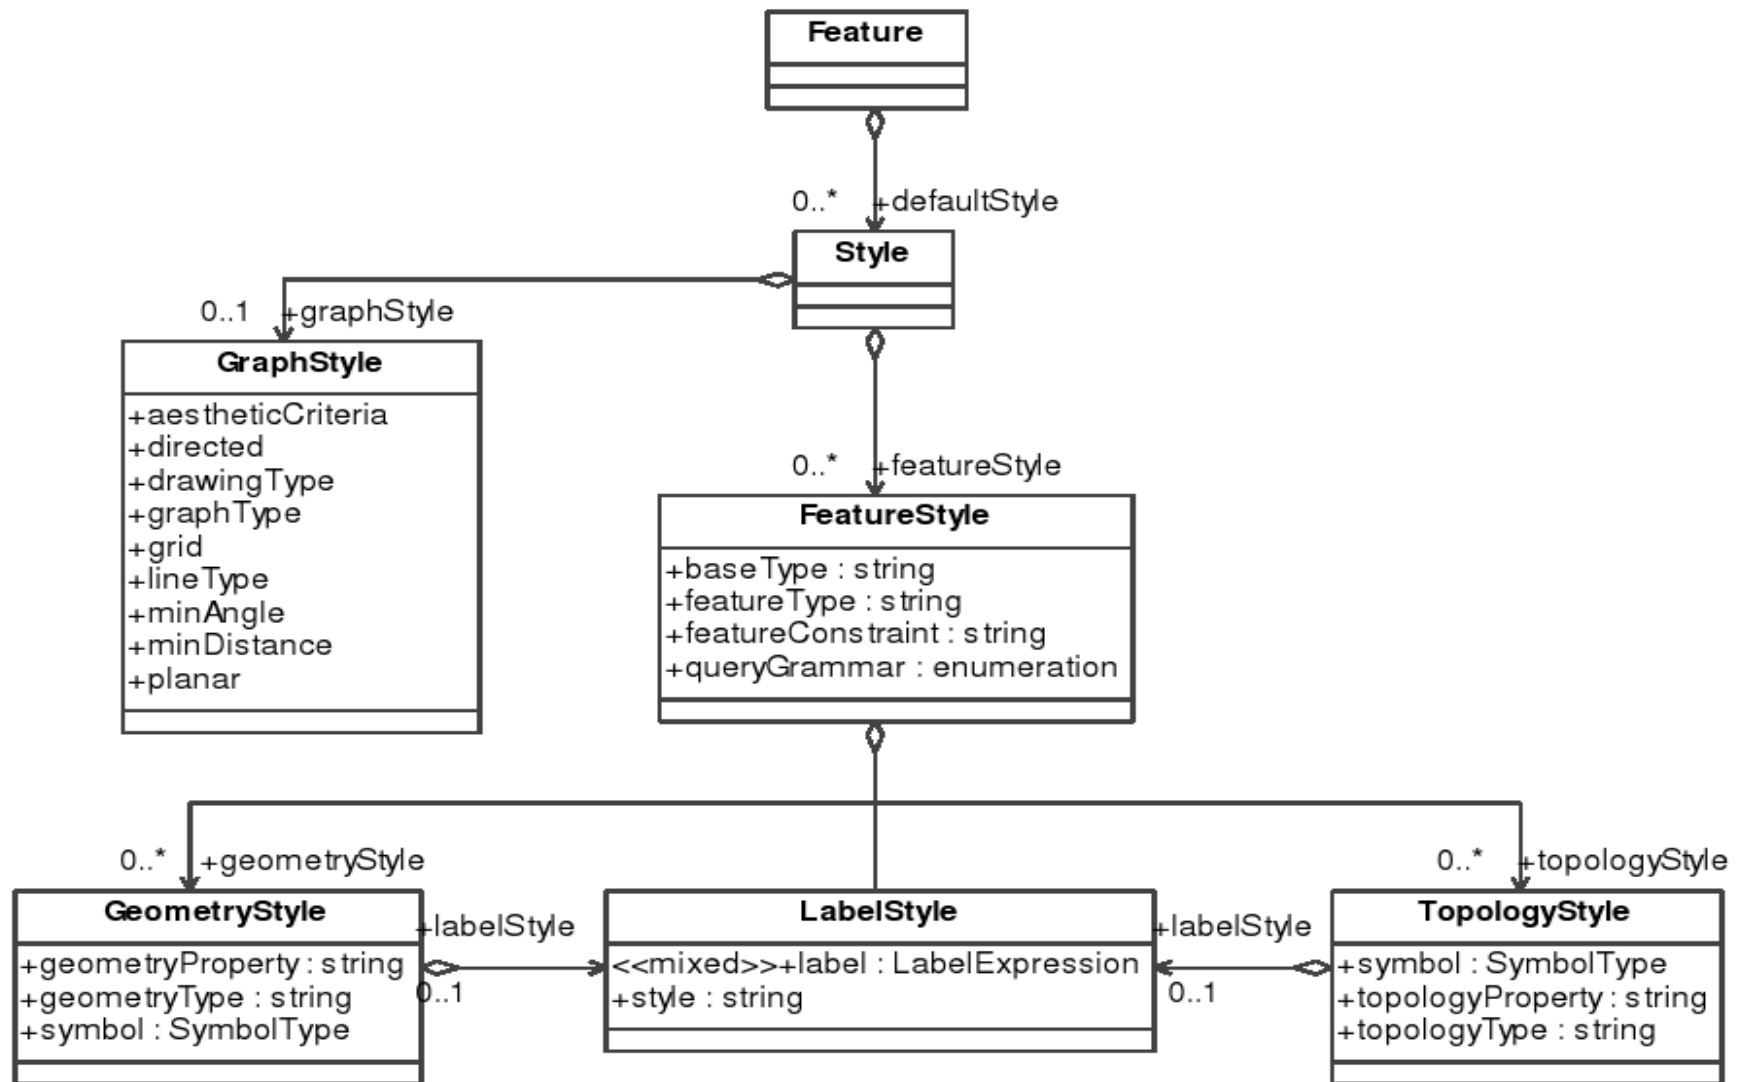 Feature
0..* +defaultStyle
Style
0..1 +graphStyle
GraphStyle
+aestheticCriteria
+directed
+drawingType
+graphType
+grid
+lineType
+minAngle
+minDistance
+planar
0..* +featureStyle
FeatureStyle
+baseType : string
+featureType : string
+featureConstraint : string
+queryGrammar : enumeration
0..* +geometryStyle
0..* +topologyStyle
GeometryStyle
+geometryProperty : string
+geometryType : string
+symbol : SymbolType
+labelStyle
0..1
LabelStyle
<<mixed>>+label : LabelExpression
+style : string
+labelStyle
0..1
TopologyStyle
+symbol : SymbolType
+topologyProperty : string
+topologyType : string